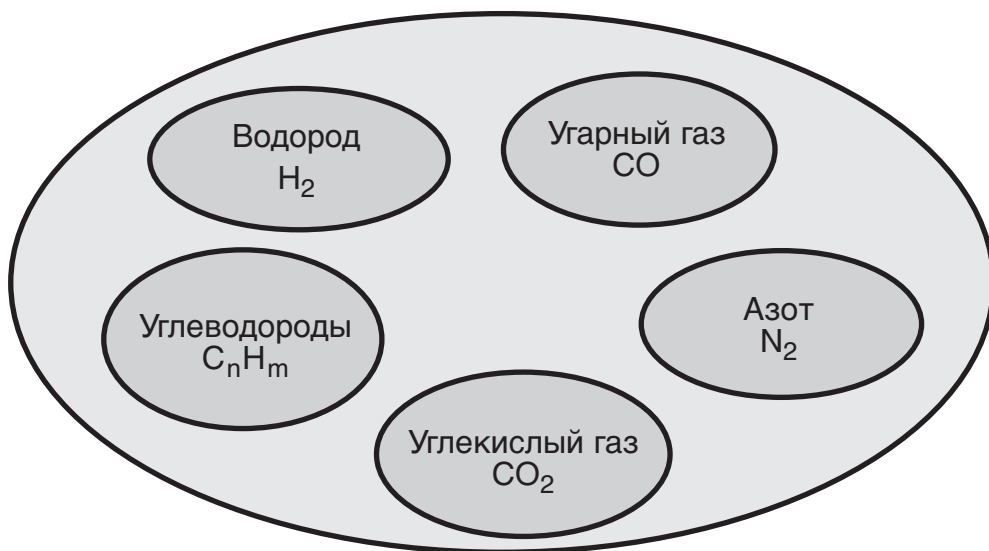 Водород
H₂
Угарный газ
CO
Углеводороды
CₙHₘ
Азот
N₂
Углекислый газ
CO₂